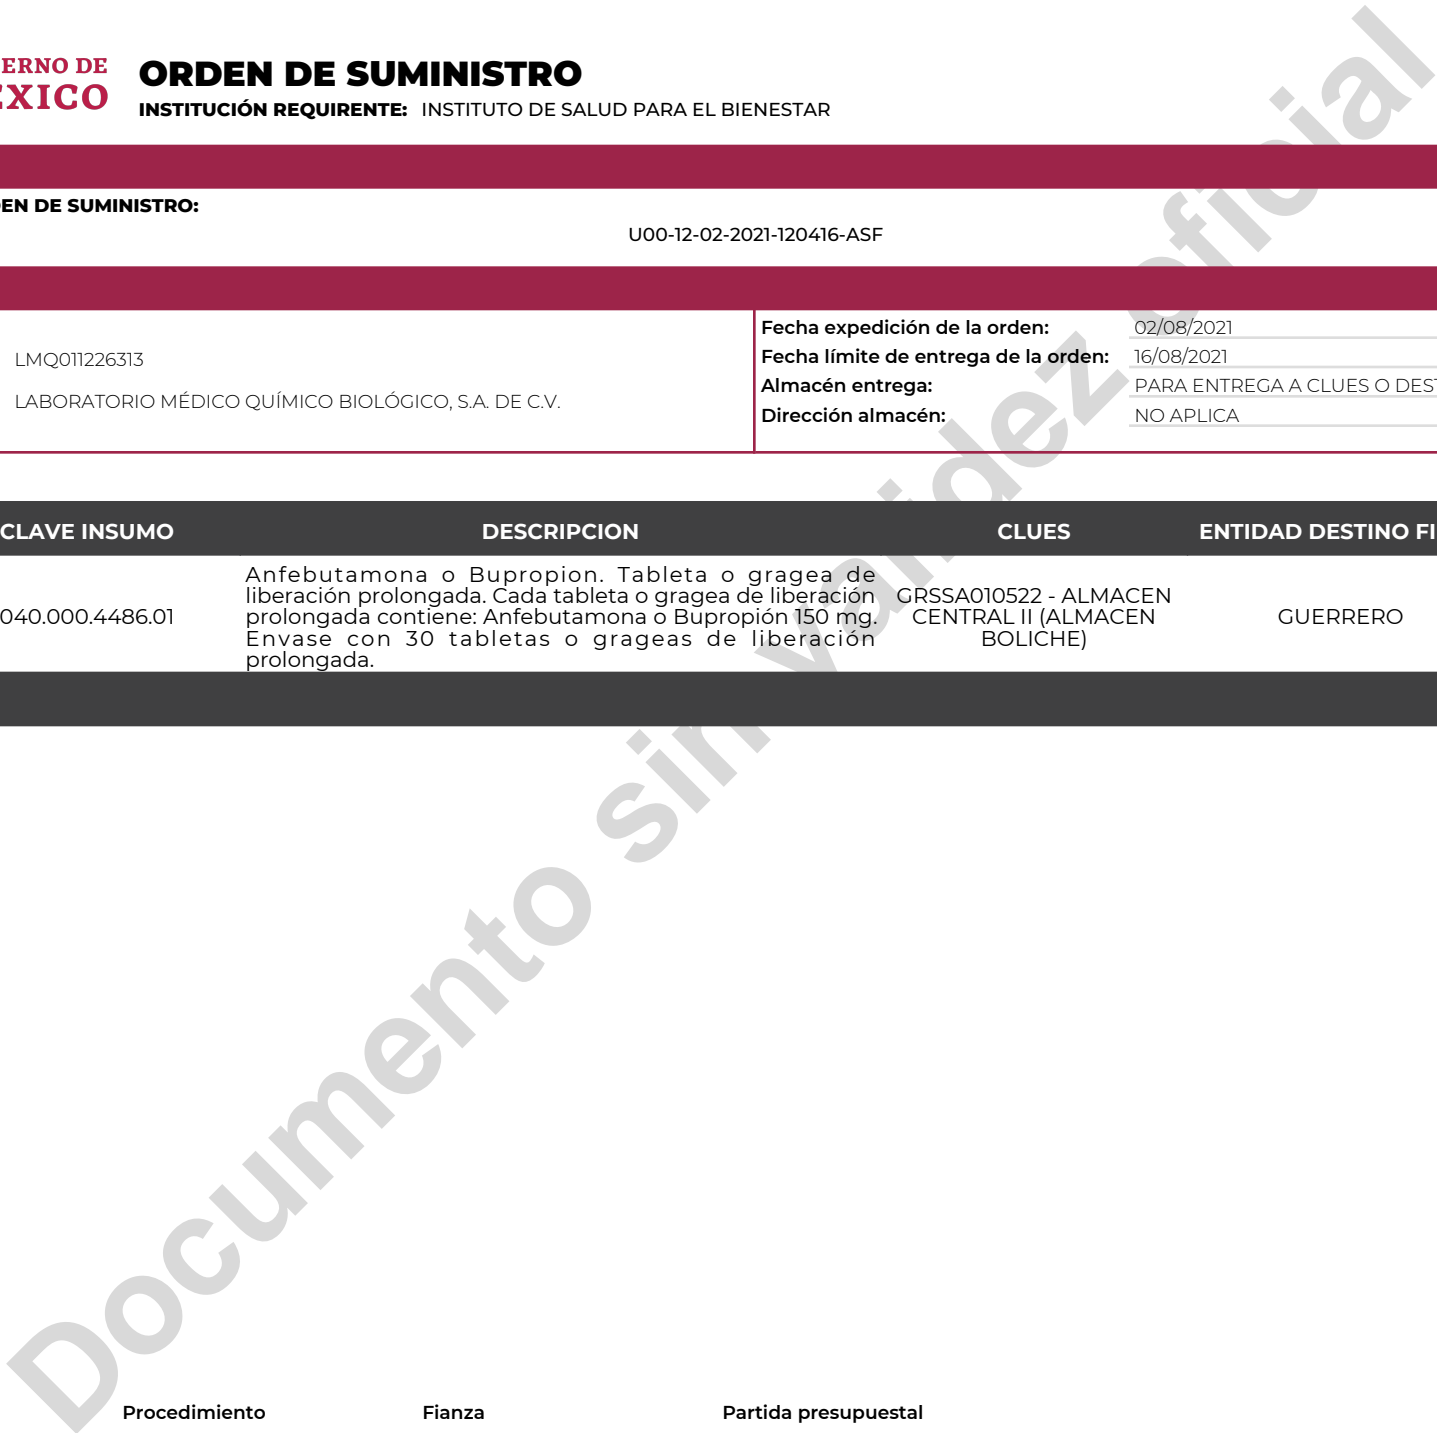 ERNO DE
EXICO
ORDEN DE SUMINISTRO
INSTITUCIÓN REQUIRENTE: INSTITUTO DE SALUD PARA EL BIENESTAR
EN DE SUMINISTRO:
U00-12-02-2021-120416-ASF
LMQ011226313
LABORATORIO MÉDICO QUÍMICO BIOLÓGICO, S.A. DE C.V.
Fecha expedición de la orden: 02/08/2021
Fecha límite de entrega de la orden: 16/08/2021
Almacén entrega: PARA ENTREGA A CLUES O DEST
Dirección almacén: NO APLICA
CLAVE INSUMO DESCRIPCION CLUES ENTIDAD DESTINO FI
040.000.4486.01
Anfebutamona o Bupropion. Tableta o gragea de
liberación prolongada. Cada tableta o gragea de liberación
prolongada contiene: Anfebutamona o Bupropión 150 mg.
Envase con 30 tabletas o grageas de liberación
prolongada.
GRSSA010522 - ALMACEN
CENTRAL II (ALMACEN
BOLICHE)
GUERRERO
Documento sin validez oficial
Procedimiento Fianza Partida presupuestal